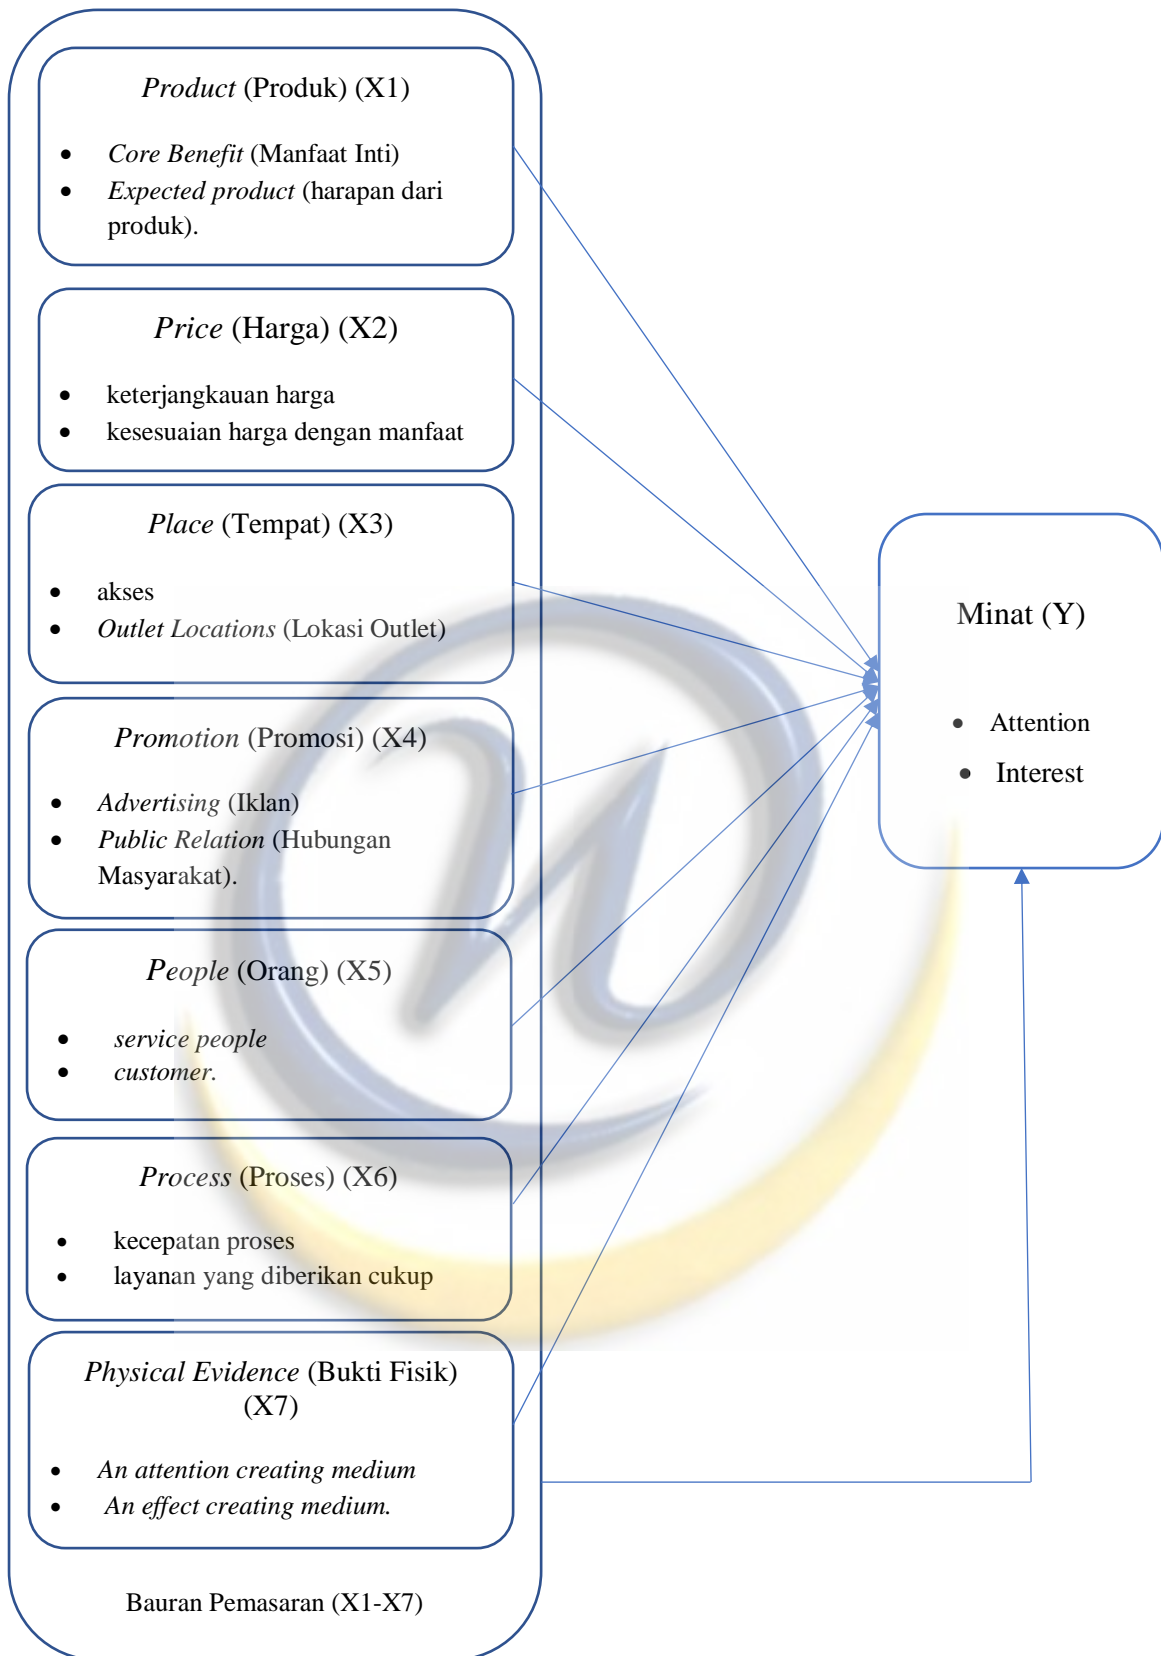 Product (Produk) (X1)
• Core Benefit (Manfaat Inti)
• Expected product (harapan dari
produk).
Price (Harga) (X2)
• keterjangkauan harga
• kesesuaian harga dengan manfaat
Place (Tempat) (X3)
• akses
• Outlet Locations (Lokasi Outlet)
Promotion (Promosi) (X4)
• Advertising (Iklan)
• Public Relation (Hubungan
Masyarakat).
People (Orang) (X5)
• service people
• customer.
Process (Proses) (X6)
• kecepatan proses
• layanan yang diberikan cukup
Physical Evidence (Bukti Fisik)
(X7)
• An attention creating medium
• An effect creating medium.
Bauran Pemasaran (X1-X7)
Minat (Y)
• Attention
• Interest